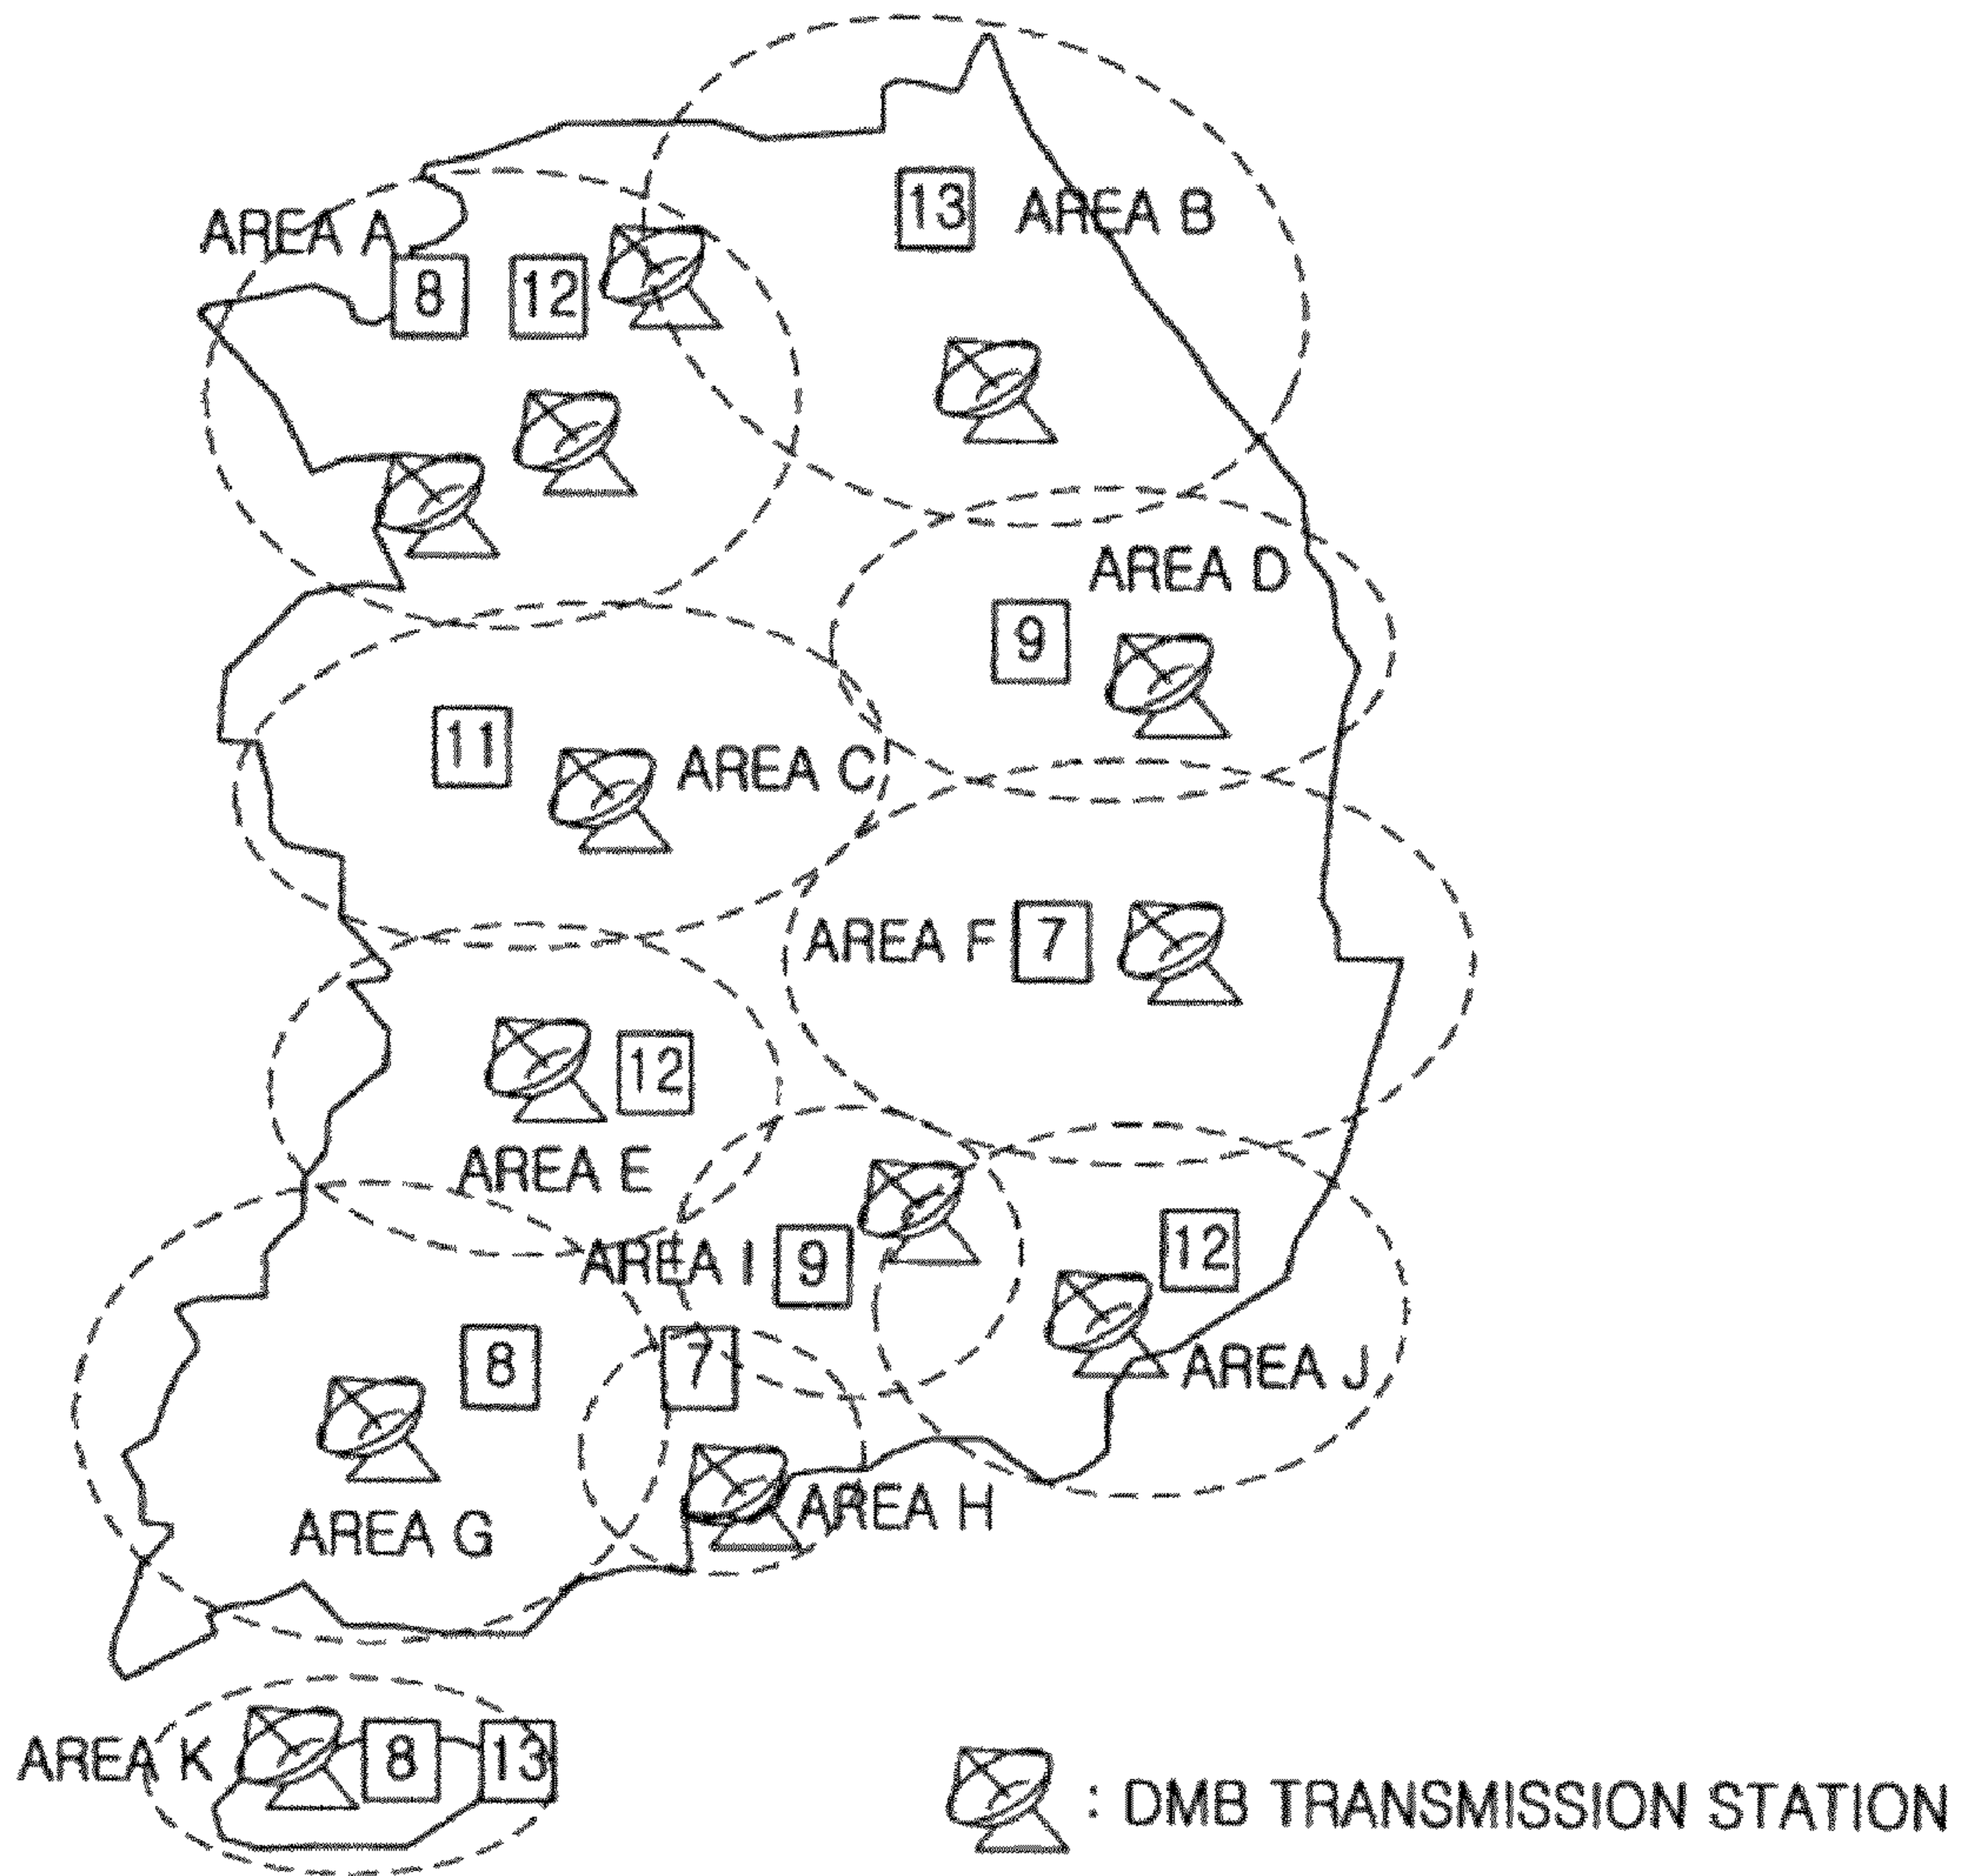 13 AREA B
AREA A
8 12
AREA D
9
11
AREA C
AREA F 7
12
AREA E
12
AREA I 9
8 7
AREA J
AREA H
AREA G
AREA K 8 13
: DMB TRANSMISSION STATION